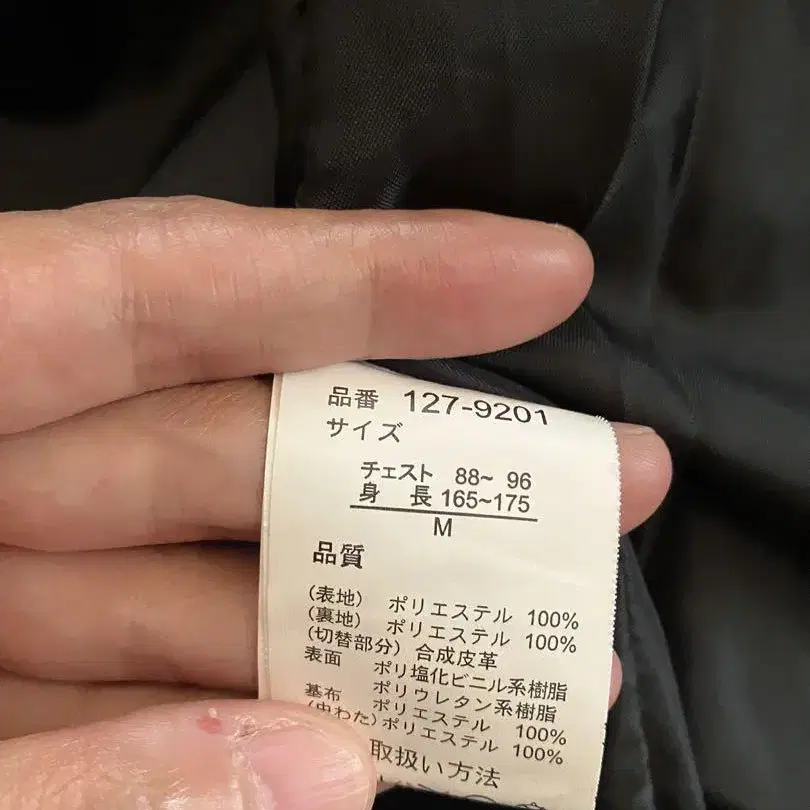 品番 127-9201
サイズ
チェスト 88~ 96
身 長 165~175
M
品質
(表地) ポリエステル 100%
(裏地) ポリエステル 100%
(切替部分) 合成皮革
表面 ポリ塩化ビニル系樹脂
ポリウレタン系樹脂
基布 ポリエステル 100%
(中わた)ポリエステル 100%
取扱い方法